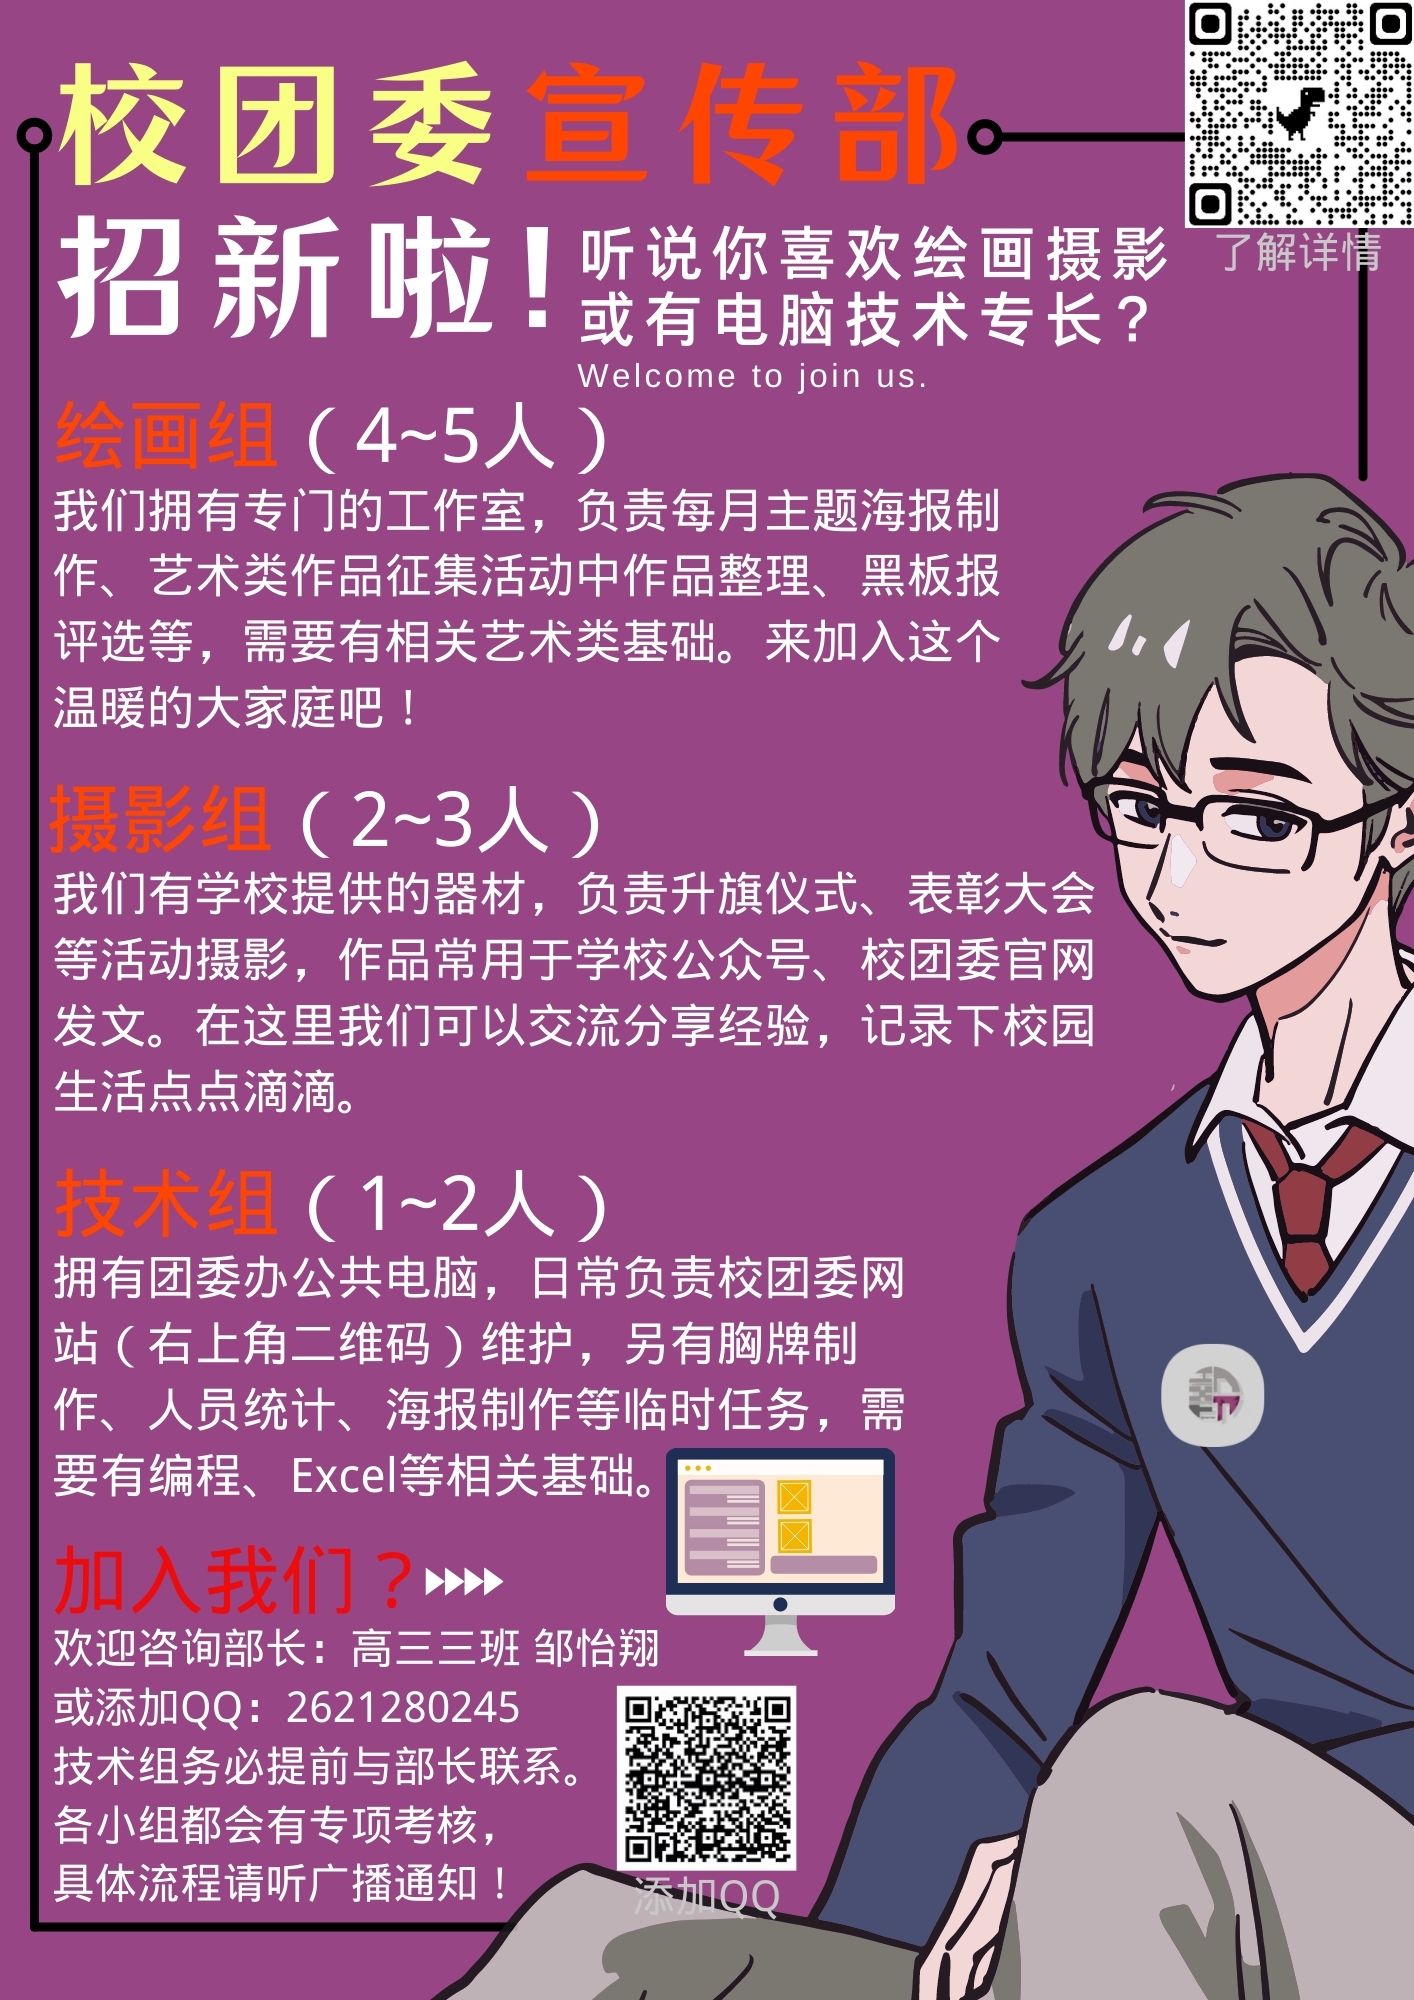 校团委宣传部
招新啦！
听说你喜欢绘画摄影
或有电脑技术专长？
Welcome to join us.
了解详情
绘画组（4~5人）
我们拥有专门的工作室，负责每月主题海报制
作、艺术类作品征集活动中作品整理、黑板报
评选等，需要有相关艺术类基础。来加入这个
温暖的大家庭吧！
摄影组（2~3人）
我们有学校提供的器材，负责升旗仪式、表彰大会
等活动摄影，作品常用于学校公众号、校团委官网
发文。在这里我们可以交流分享经验，记录下校园
生活点点滴滴。
技术组（1~2人）
拥有团委办公共电脑，日常负责校团委网
站（右上角二维码）维护，另有胸牌制
作、人员统计、海报制作等临时任务，需
要有编程、Excel等相关基础。
加入我们？
欢迎咨询部长：高三三班 邹怡翔
或添加QQ：2621280245
技术组务必提前与部长联系。
各小组都会有专项考核，
具体流程请听广播通知！
添加QQ